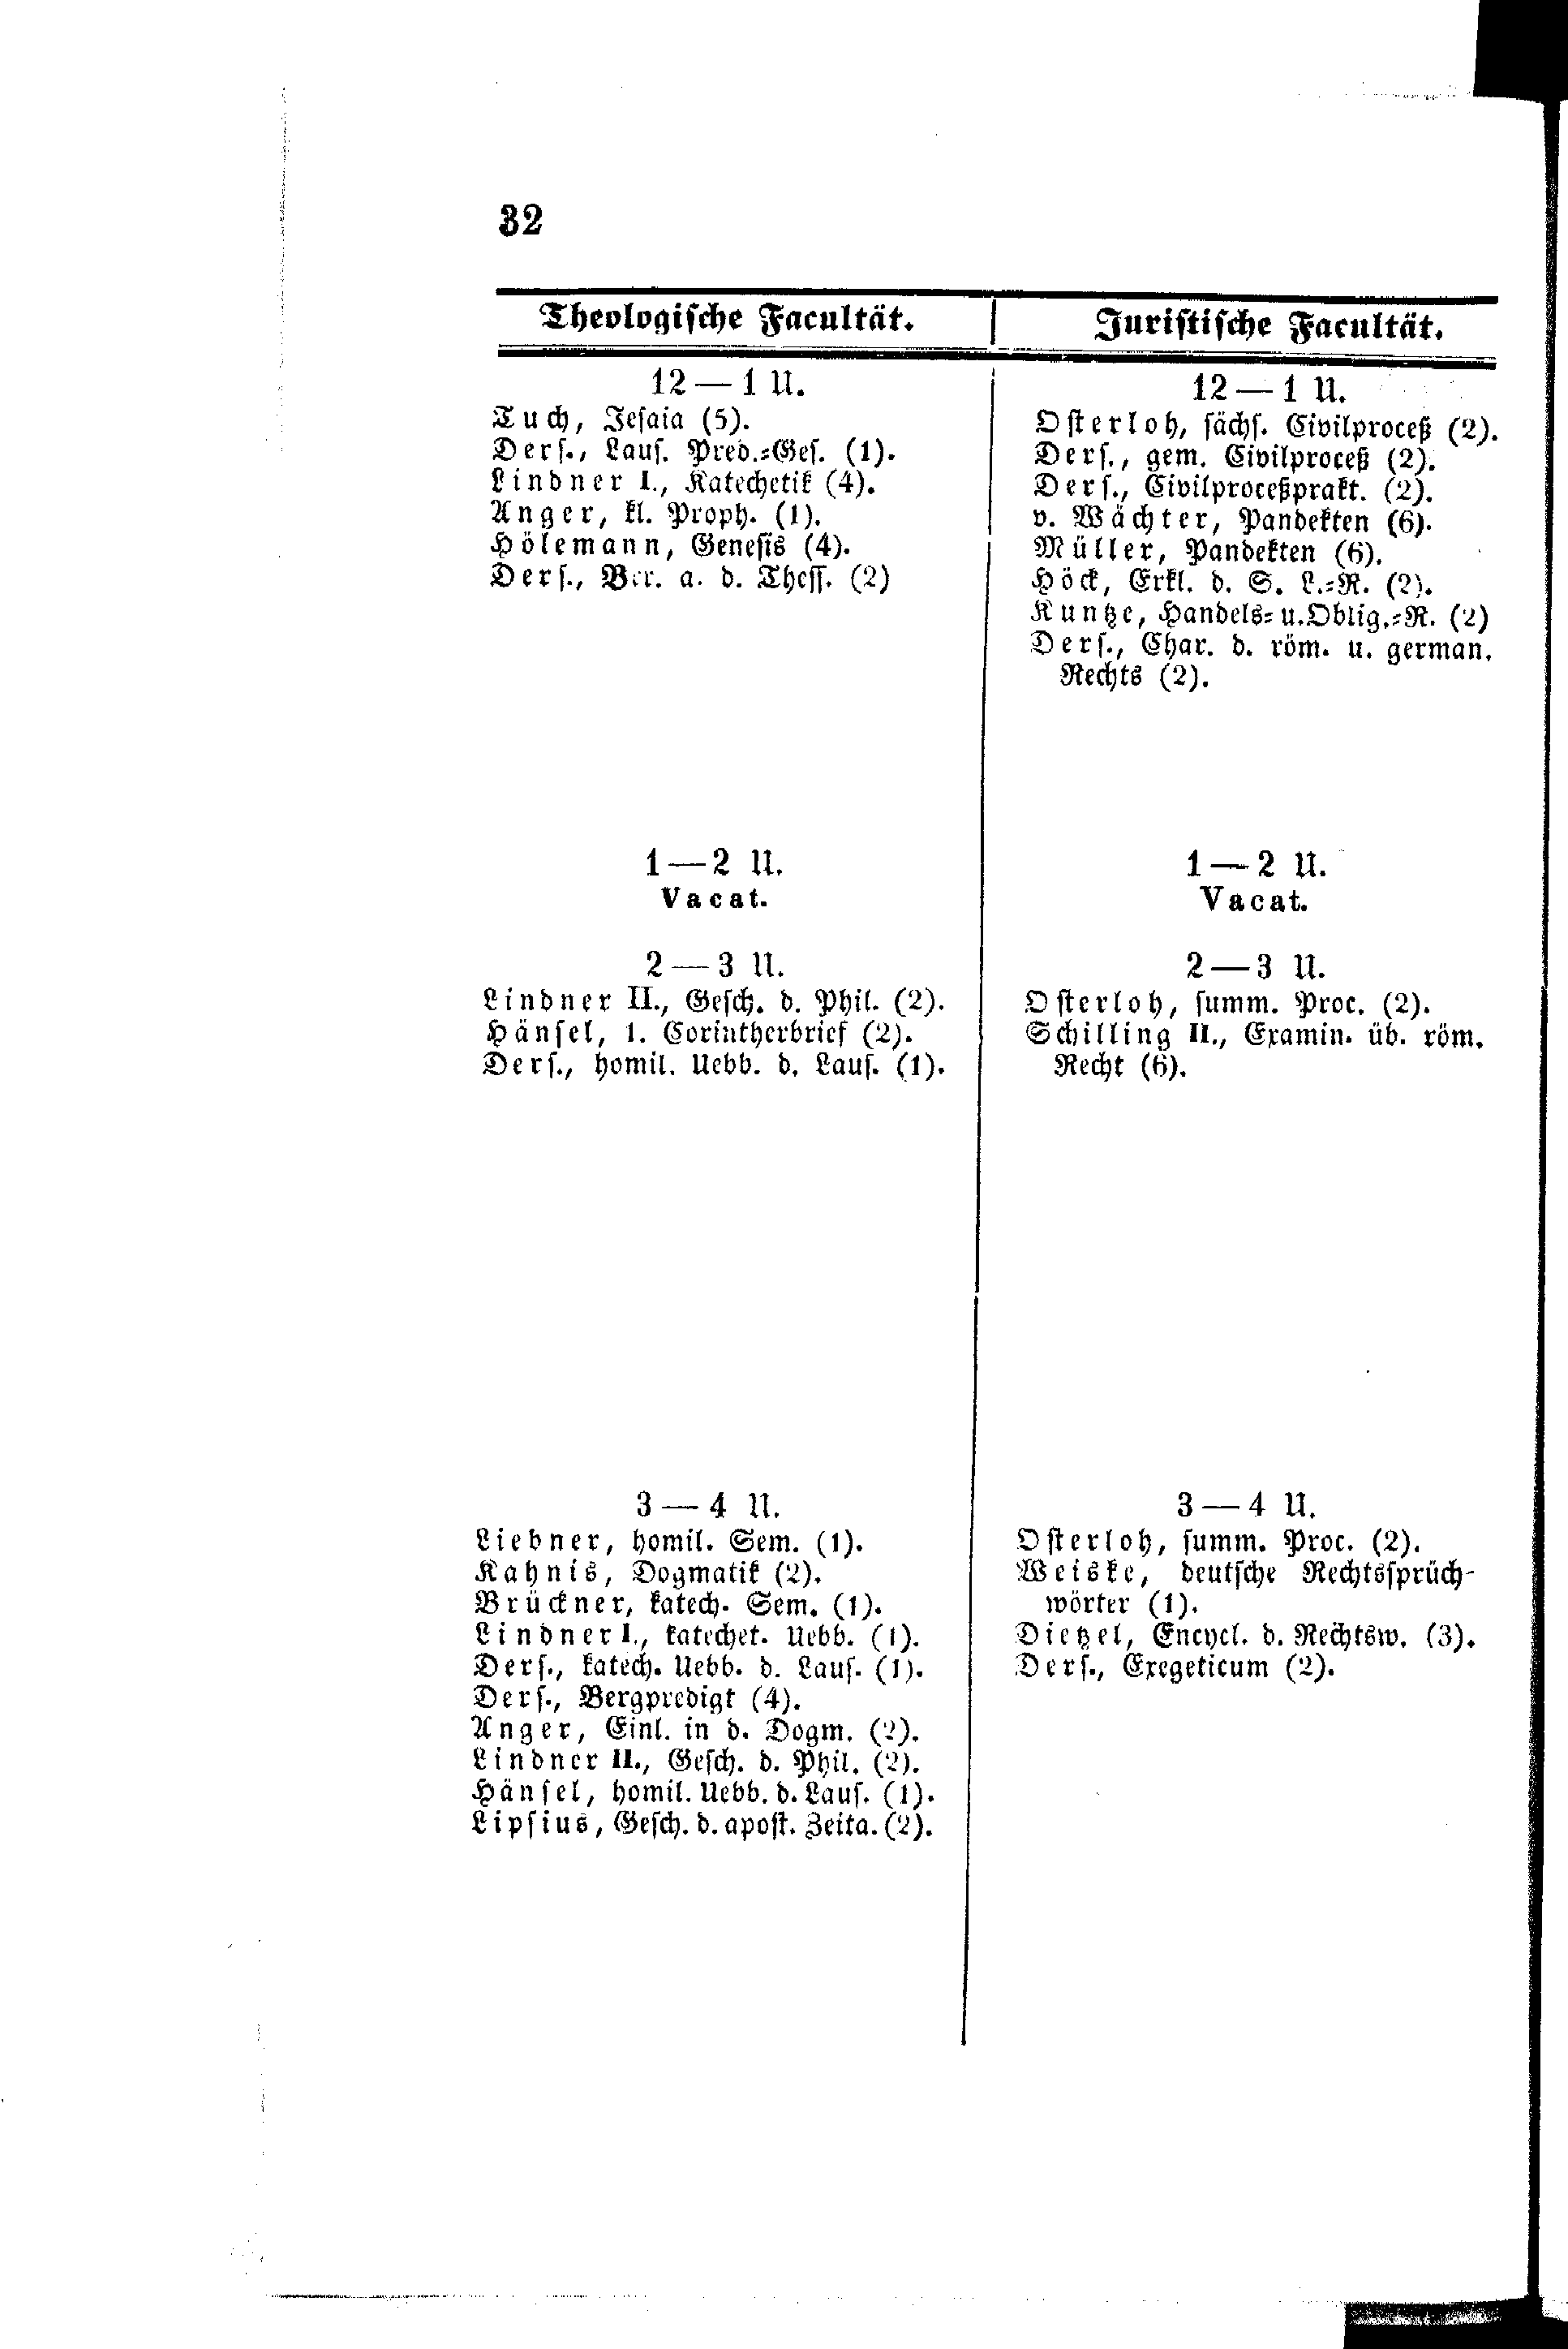 32
Theologische Facultät.
12 — 1 U.
Tuch, Jesaia (5).
Ders., Laus. Pred.-Ges. (1).
Lindner I., Katechetik (4).
Anger, kl. Proph. (1).
Hölemann, Genesis (4).
Ders., Br. a. d. Thess. (2)
1 — 2 U.
Vacat.
2 — 3 U.
Lindner II., Gesch. d. Phil. (2).
Hänsel, 1. Corintherbrief (2).
Ders., homil. Uebb. d. Laus. (1).
3 — 4 U.
Liebner, homil. Sem. (1).
Kahnis, Dogmatik (2).
Brückner, katech. Sem. (1).
Lindner I., katechet. Uebb. (1).
Ders., katech. Uebb. d. Laus. (1).
Ders., Bergpredigt (4).
Anger, Einl. in d. Dogm. (2).
Lindner II., Gesch. d. Phil. (2).
Hänsel, homil. Uebb. d. Laus. (1).
Lipsius, Gesch. d. apost. Zeita. (2).
Juristische Facultät.
12 — 1 U.
Osterloh, sächs. Civilproceß (2).
Ders., gem. Civilproceß (2).
Ders., Civilproceßprakt. (2).
v. Wächter, Pandekten (6).
Müller, Pandekten (6).
Höck, Erkl. d. S. L.-R. (2).
Kuntze, Handels- u. Oblig.-R. (2)
Ders., Char. d. röm. u. german.
Rechts (2).
1 — 2 U.
Vacat.
2 — 3 U.
Osterloh, summ. Proc. (2).
Schilling II., Examin. üb. röm.
Recht (6).
3 — 4 U.
Osterloh, summ. Proc. (2).
Weiske, deutsche Rechtssprüch-
wörter (1).
Dietzel, Encycl. d. Rechtsw. (3).
Ders., Exegeticum (2).